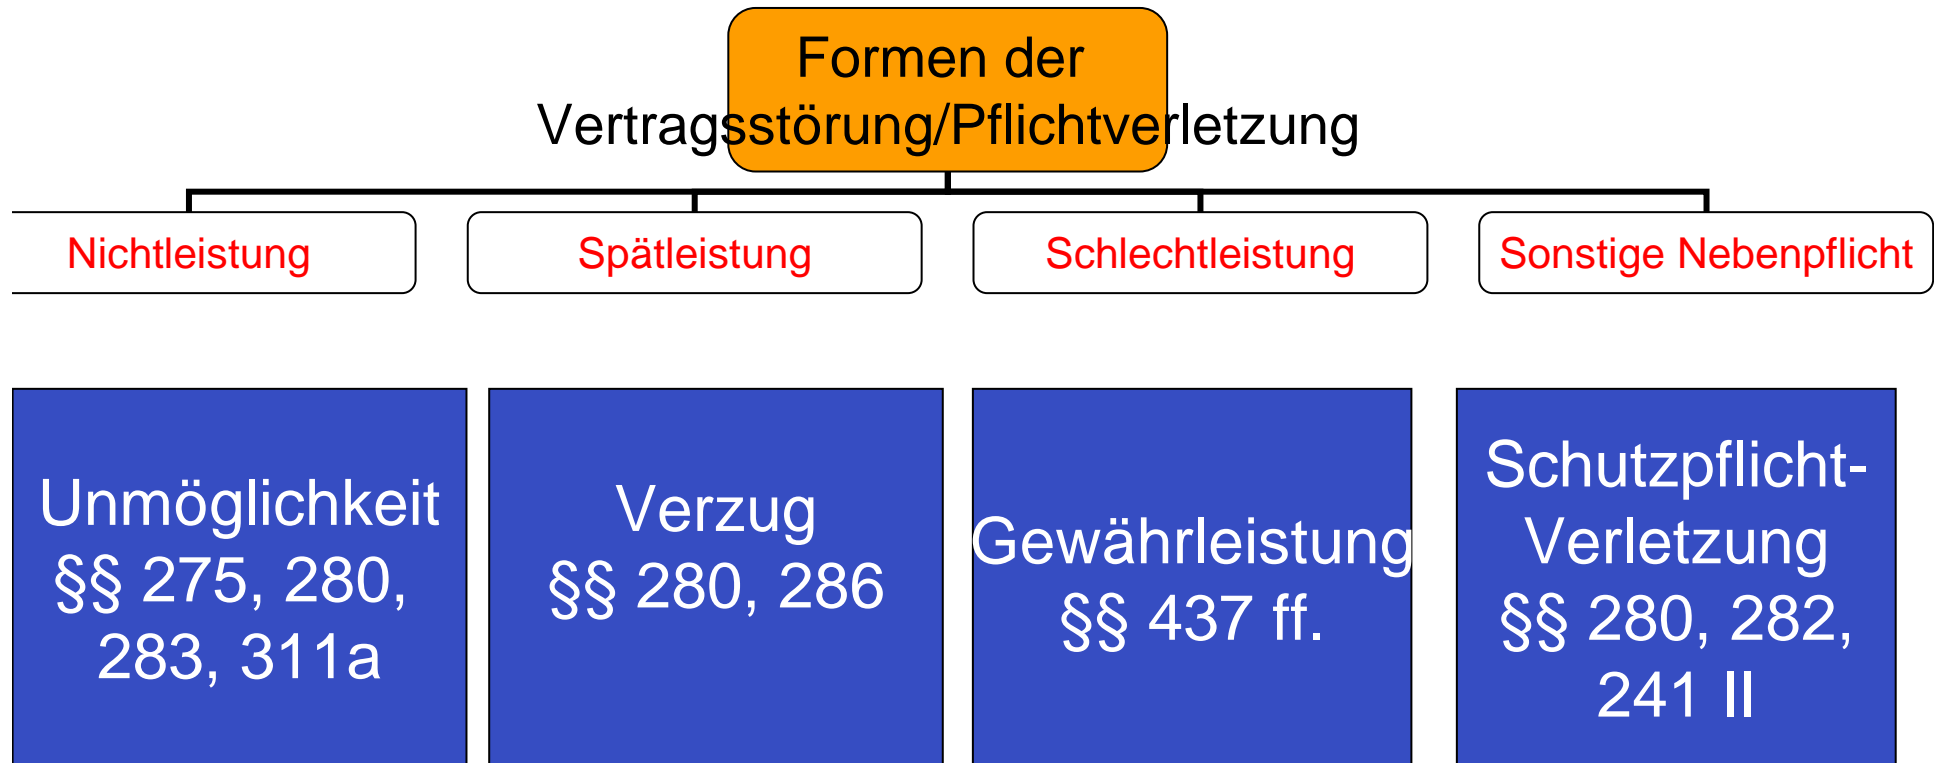 Formen der
Vertragsstörung/Pflichtverletzung
Nichtleistung
Spätleistung
Schlechtleistung
Sonstige Nebenpflicht
Unmöglichkeit
§§ 275, 280,
283, 311a
Verzug
§§ 280, 286
Gewährleistung
§§ 437 ff.
Schutzpflicht-
Verletzung
§§ 280, 282,
241 II